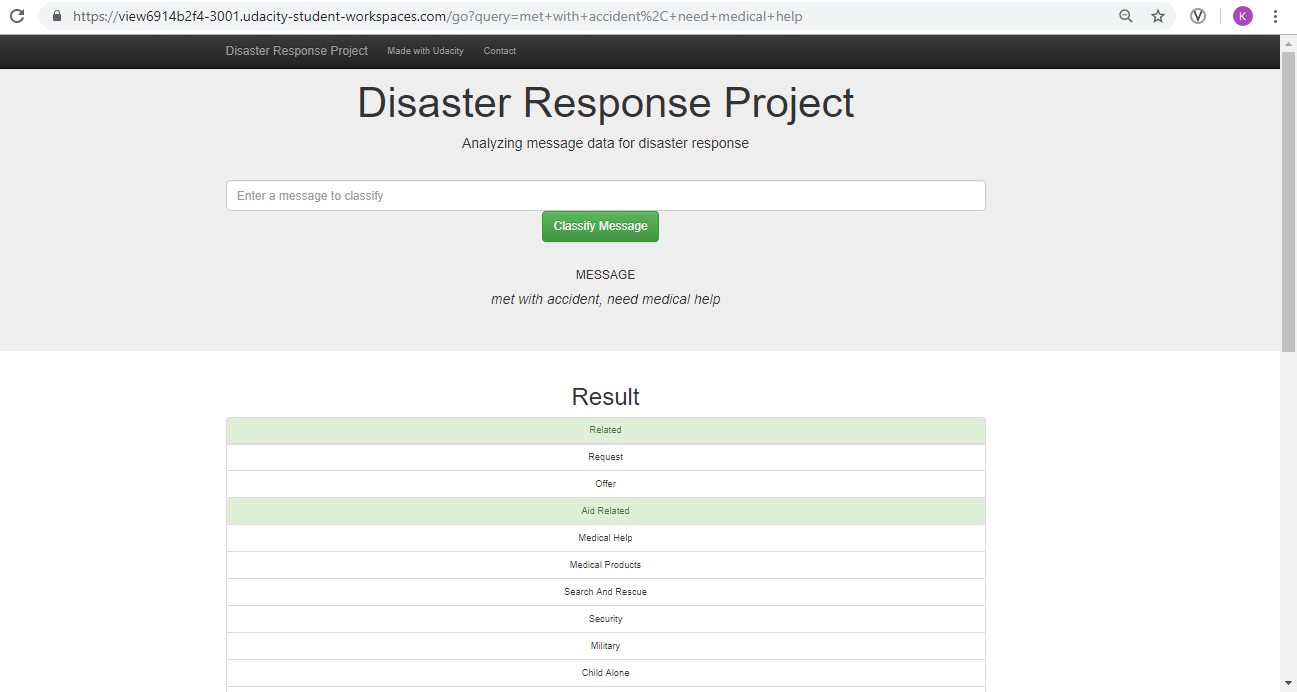 https://view6914b2f4-3001.udacity-student-workspaces.com/go?query=met+with+accident%2C+need+medical+help
K
Disaster Response Project Made with Udacity Contact
Disaster Response Project
Analyzing message data for disaster response
Enter a message to classify
Classify Message
MESSAGE
met with accident, need medical help
Result
Related
Request
Offer
Aid Related
Medical Help
Medical Products
Search And Rescue
Security
Military
Child Alone